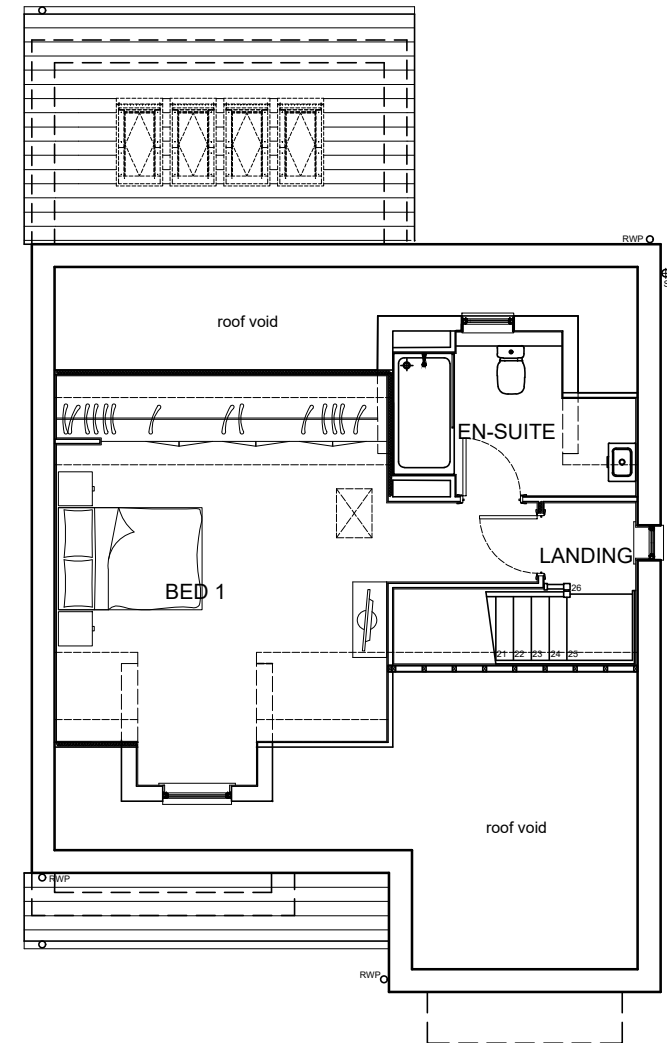 RWP
roof void
EN-SUITE
LANDING
BED 1
26
21 22 23 24 25
roof void
RWP
RWP